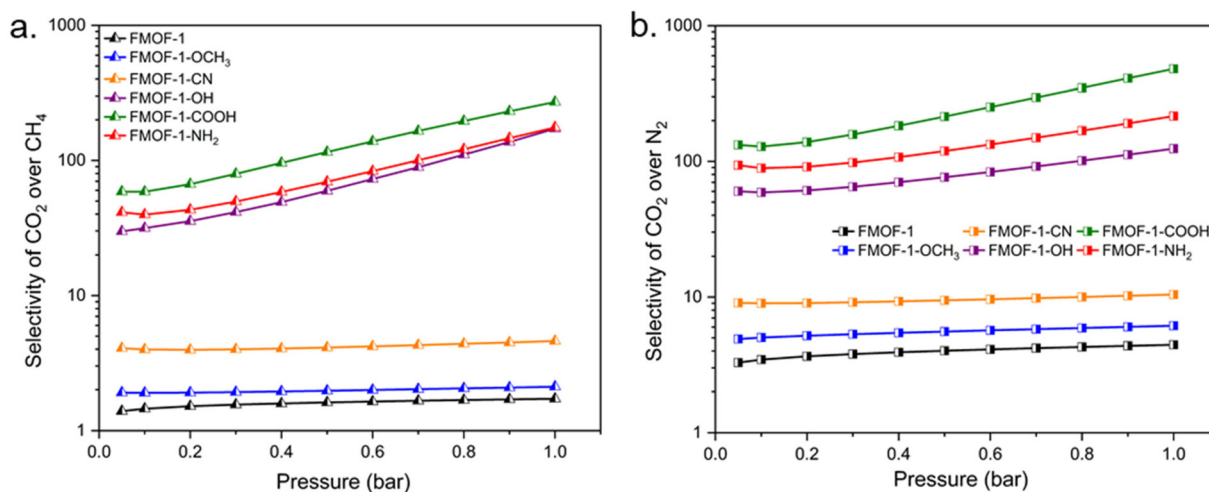 a.
Selectivity of CO₂ over CH₄
1000
100
10
1
FMOF-1
FMOF-1-OCH₃
FMOF-1-CN
FMOF-1-OH
FMOF-1-COOH
FMOF-1-NH₂
0.0 0.2 0.4 0.6 0.8 1.0
Pressure (bar)
b.
Selectivity of CO₂ over N₂
1000
100
10
1
FMOF-1 FMOF-1-CN FMOF-1-COOH
FMOF-1-OCH₃ FMOF-1-OH FMOF-1-NH₂
0.0 0.2 0.4 0.6 0.8 1.0
Pressure (bar)